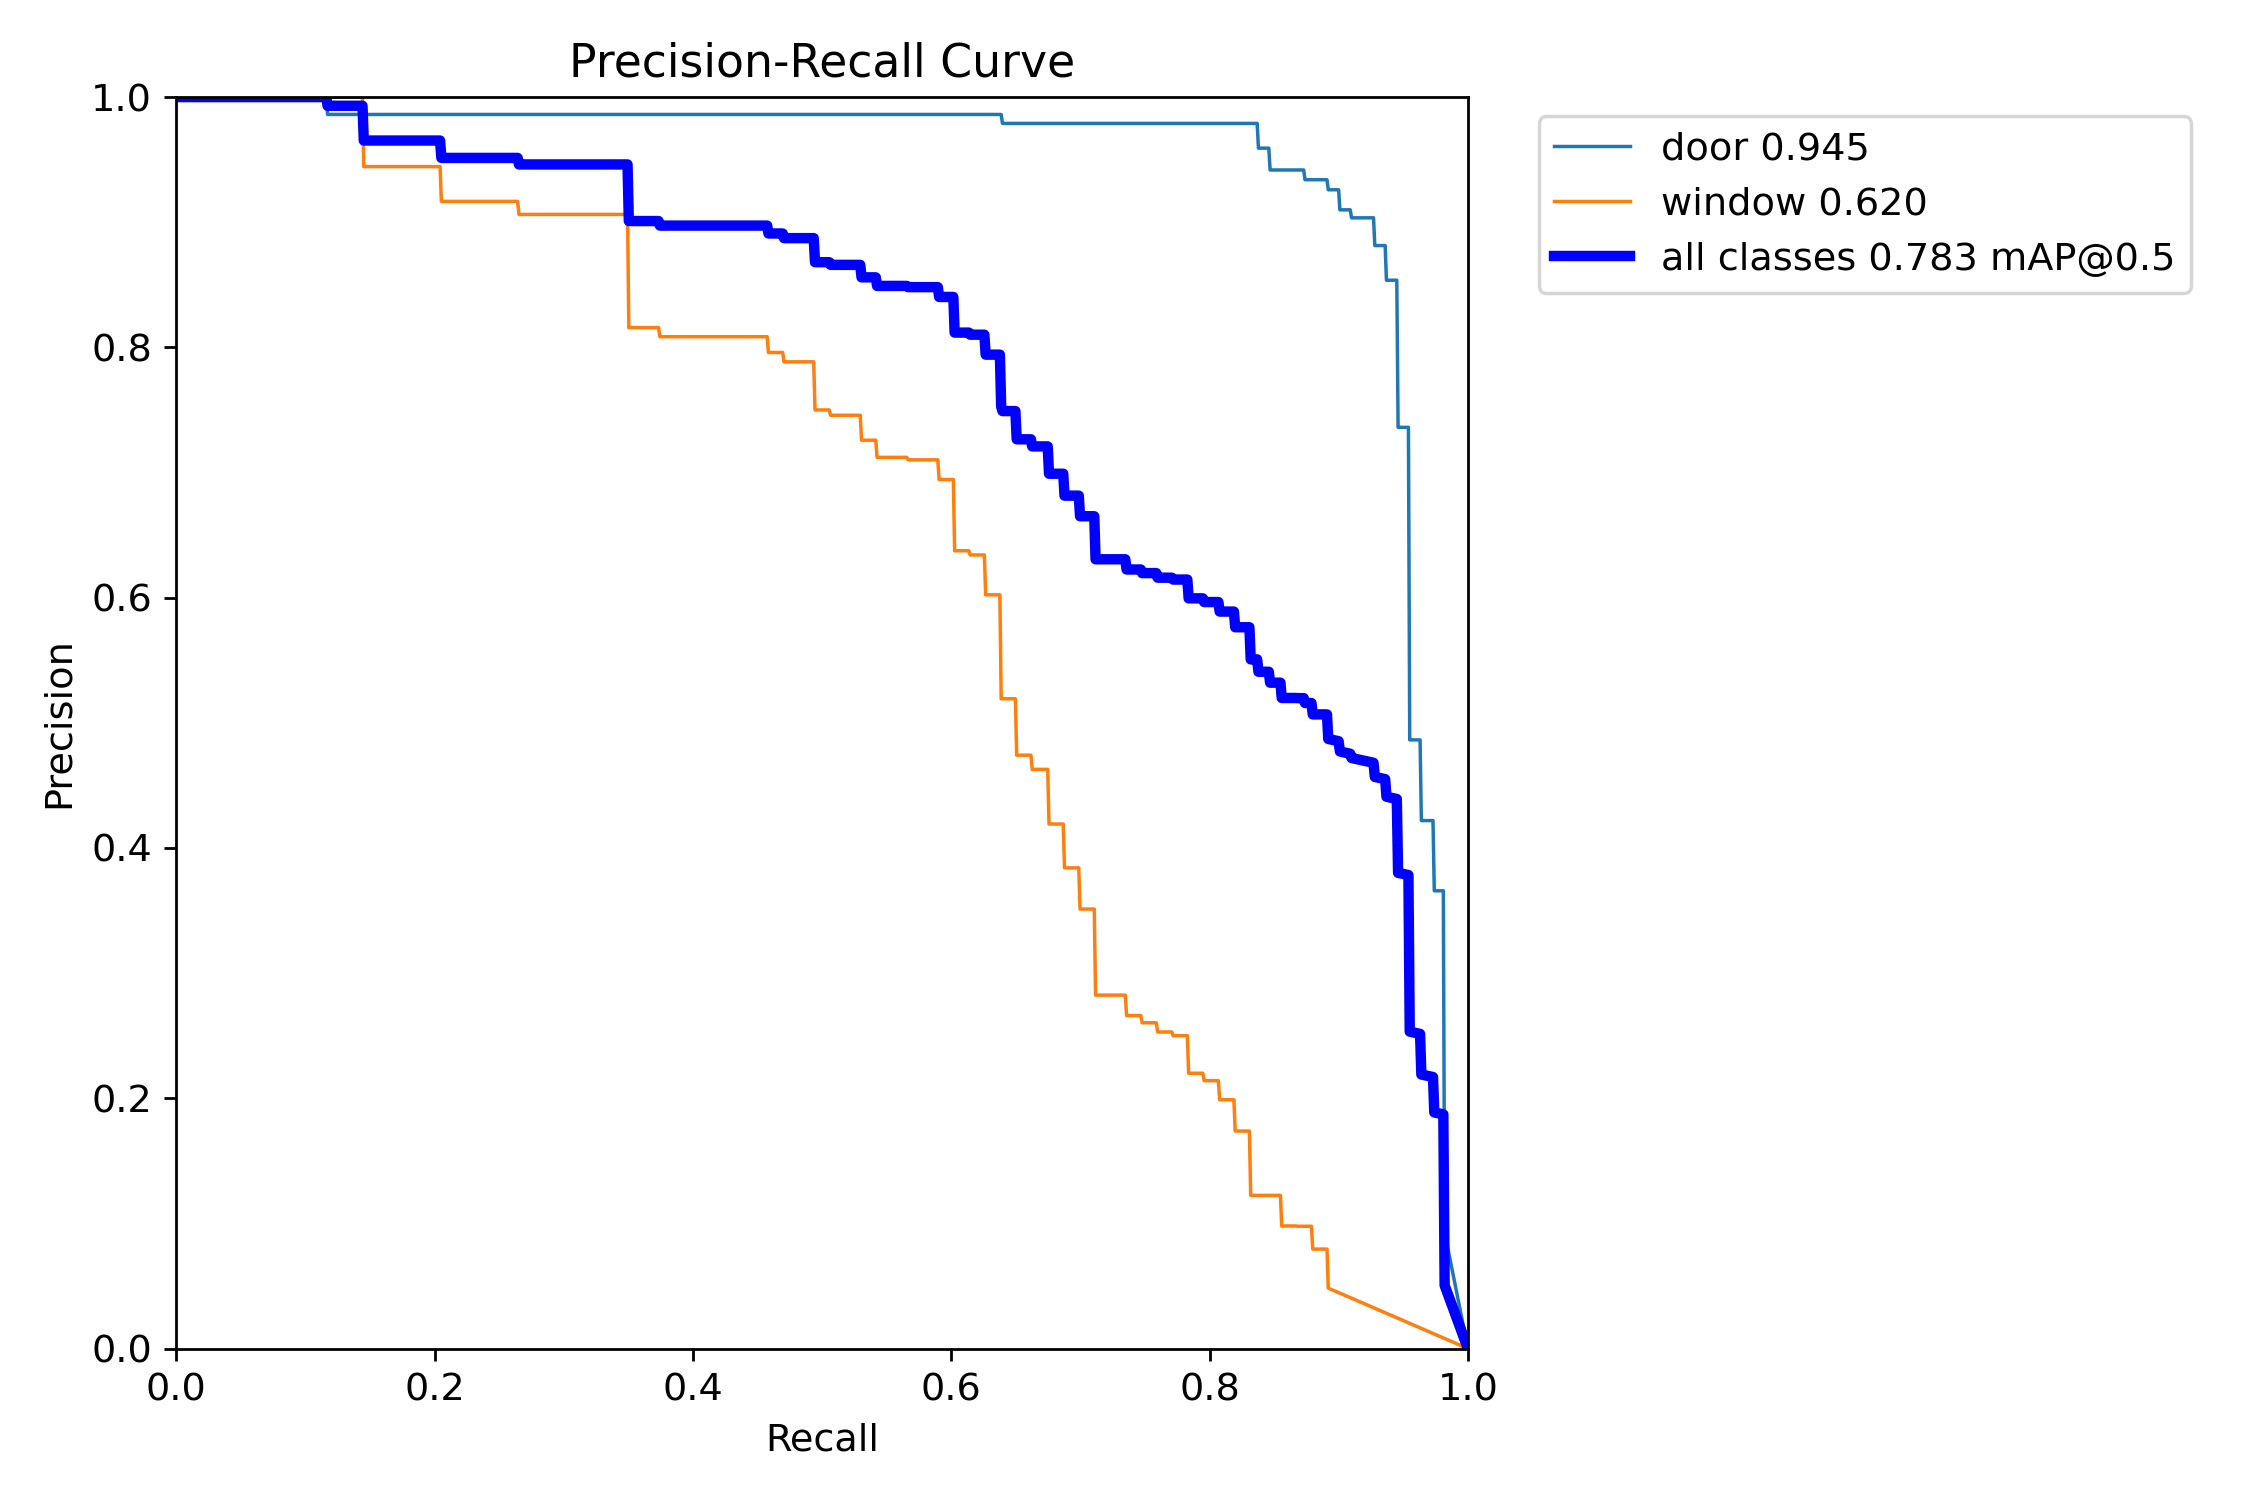 Precision-Recall Curve
1.0
0.8
0.6
0.4
0.2
0.0
Precision
0.0 0.2 0.4 0.6 0.8 1.0
Recall
door 0.945
window 0.620
all classes 0.783 mAP@0.5